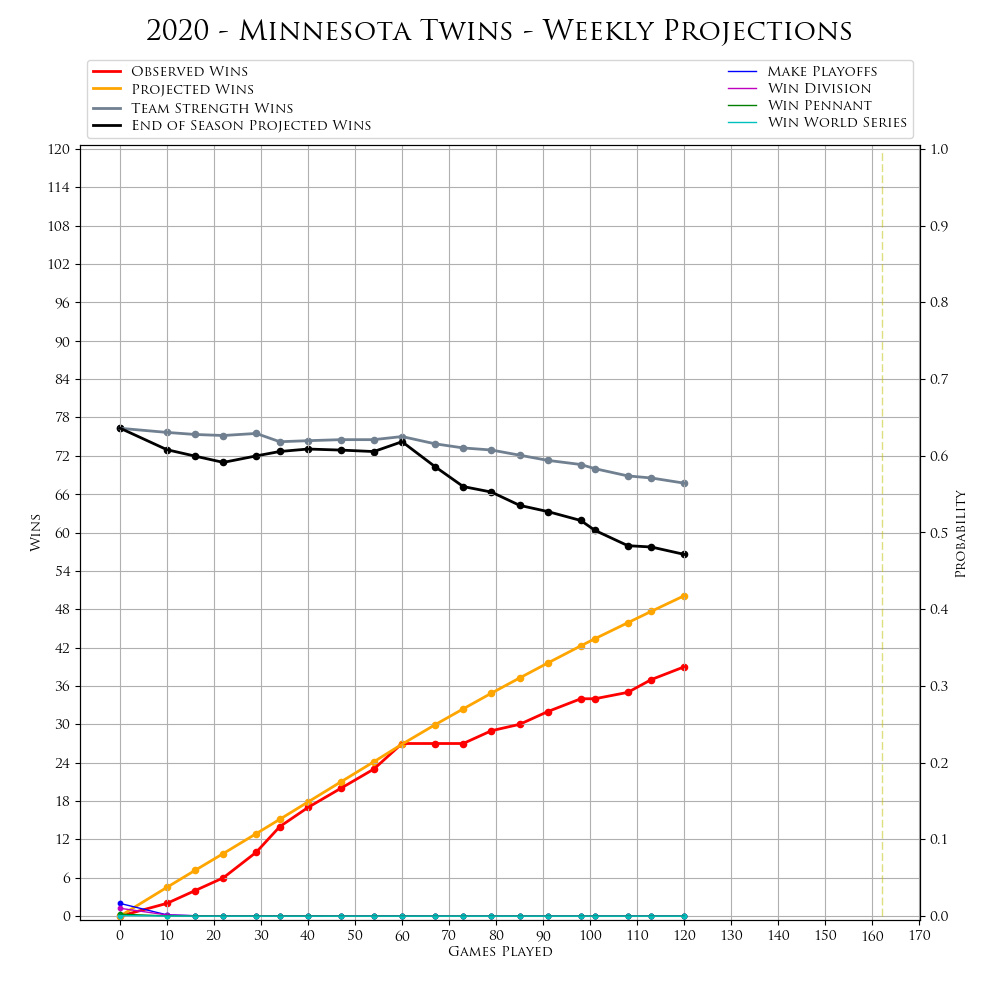 2020 - Minnesota Twins - Weekly Projections
Observed Wins
Projected Wins
Team Strength Wins
End of Season Projected Wins
Make Playoffs
Win Division
Win Pennant
Win World Series
120
114
108
102
96
90
84
78
72
66
60
54
48
42
36
30
24
18
12
6
0
Wins
1.0
0.9
0.8
0.7
0.6
0.5
0.4
0.3
0.2
0.1
0.0
Probability
0 10 20 30 40 50 60 70 80 90 100 110 120 130 140 150 160 170
Games Played